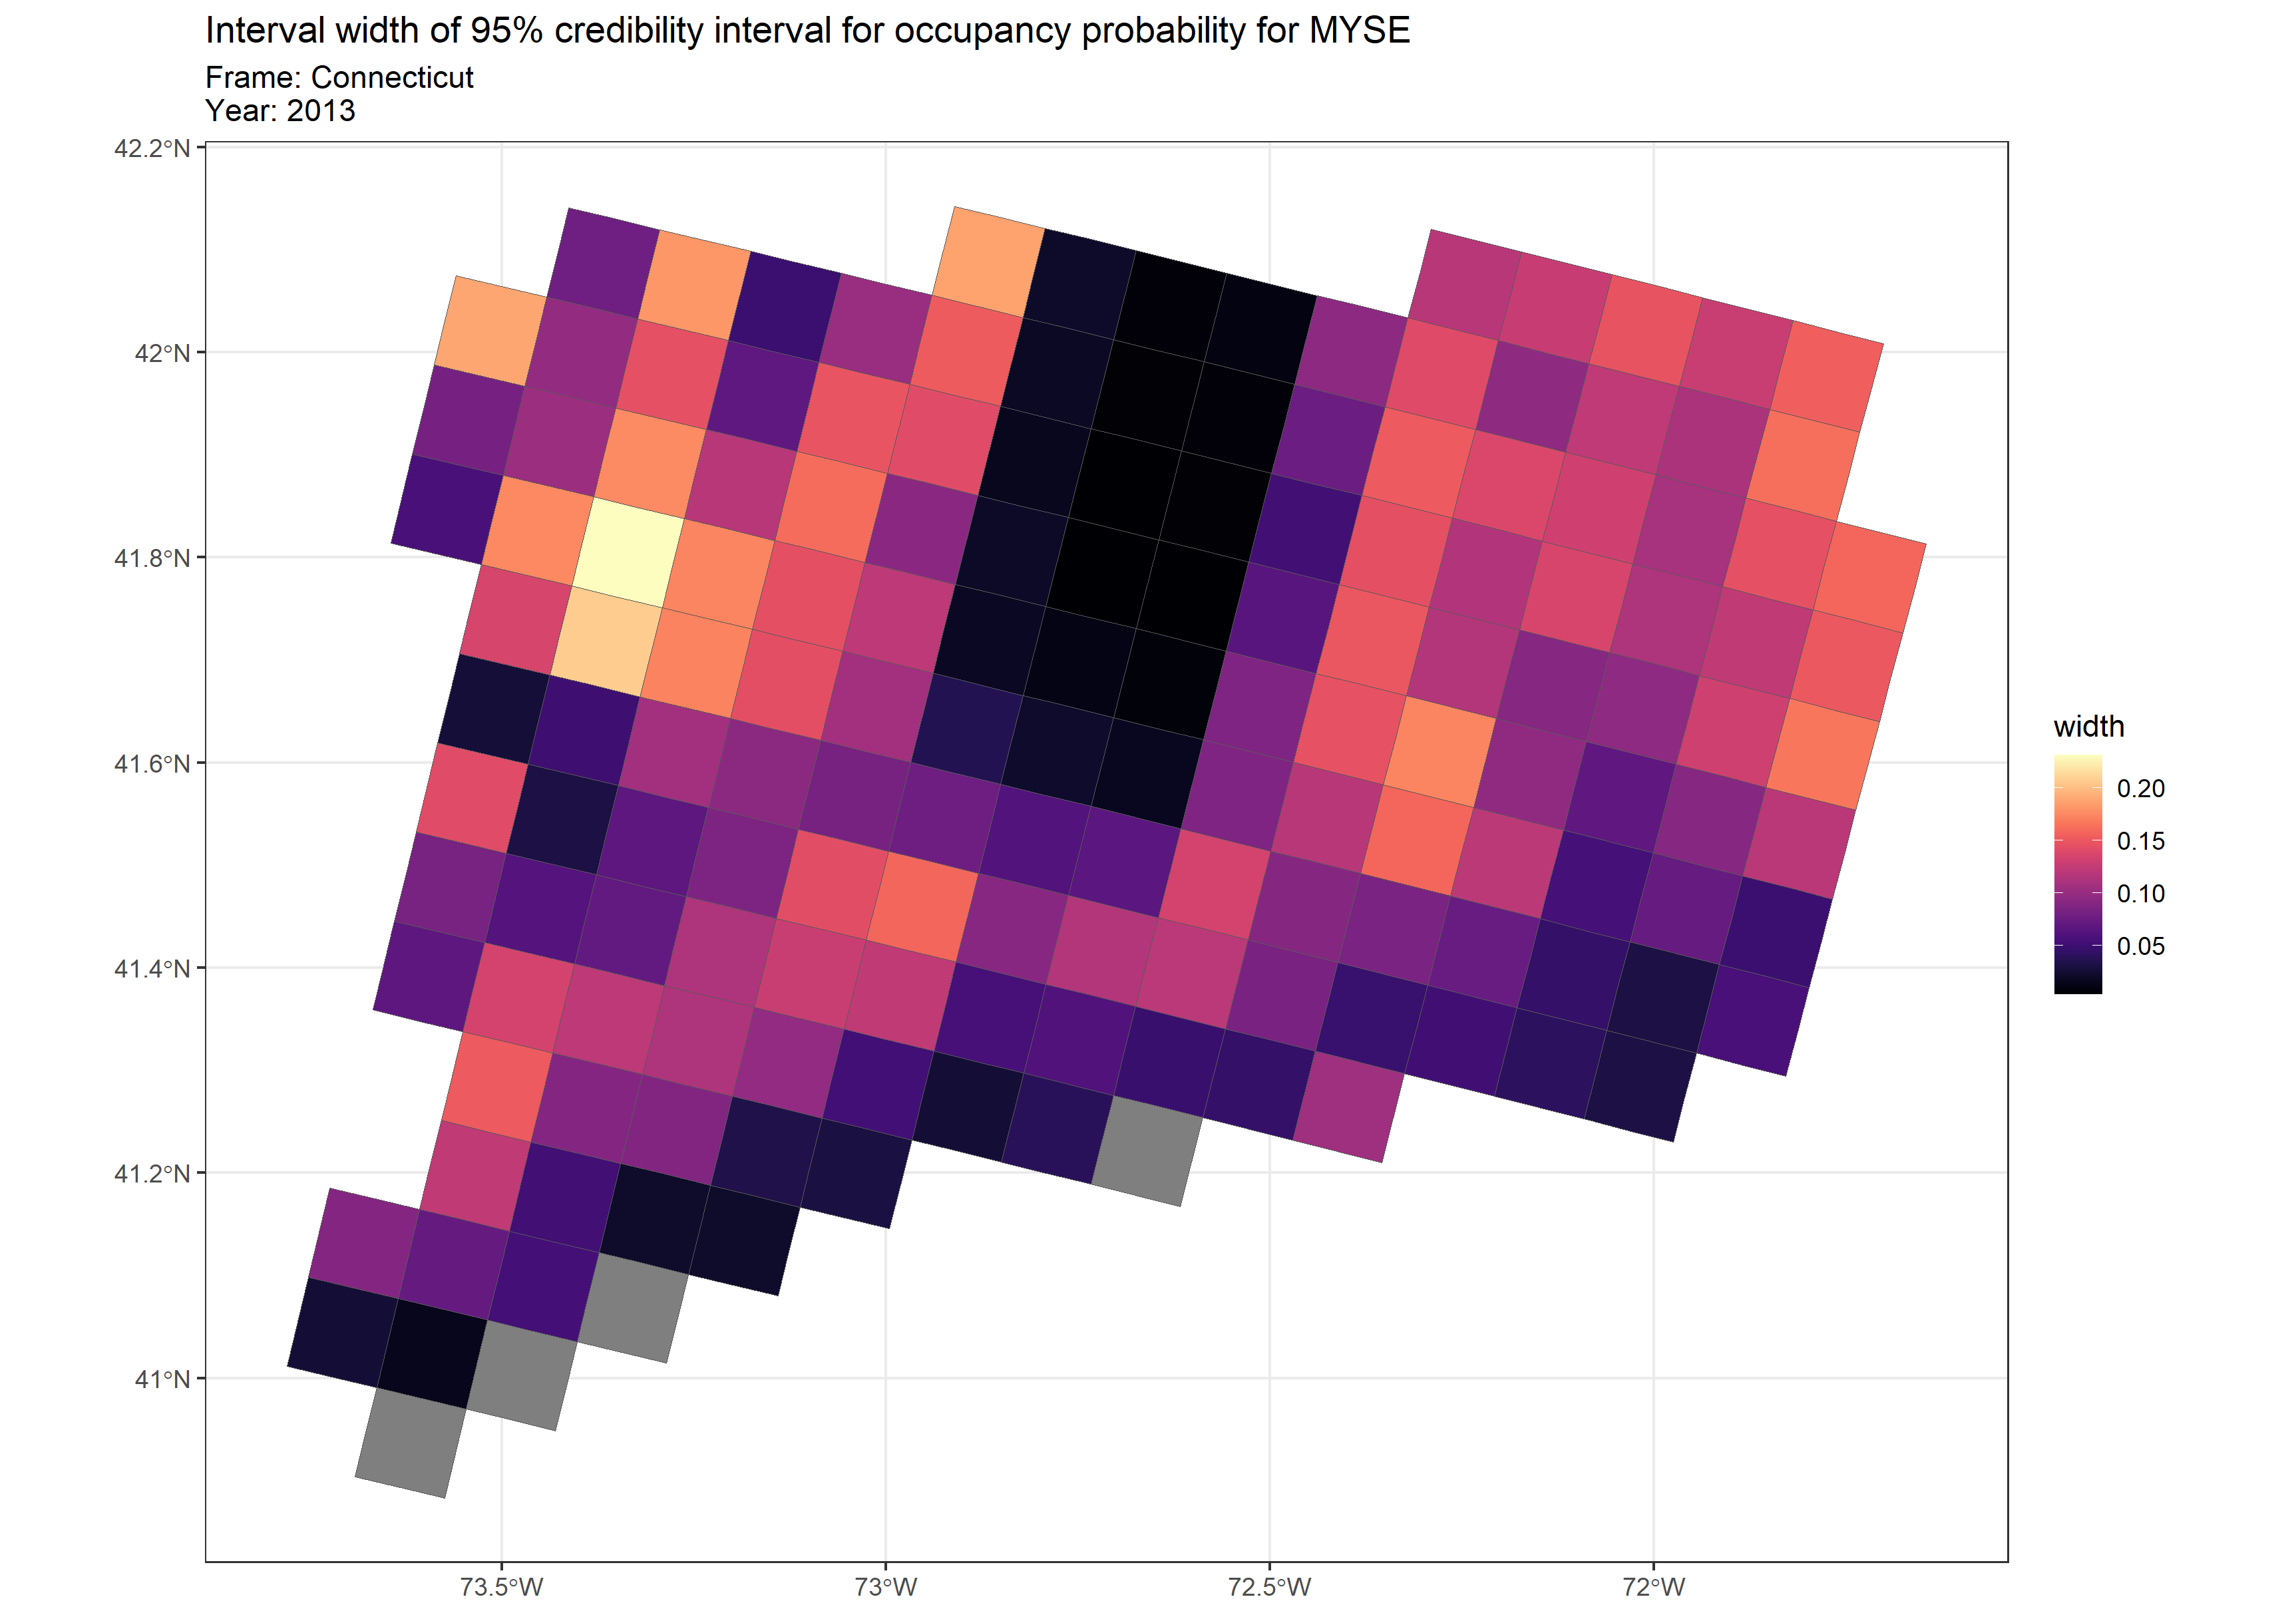 Interval width of 95% credibility interval for occupancy probability for MYSE
Frame: Connecticut
Year: 2013
42.2°N
42°N
41.8°N
41.6°N
41.4°N
41.2°N
41°N
73.5°W
73°W
72.5°W
72°W
width
0.20
0.15
0.10
0.05